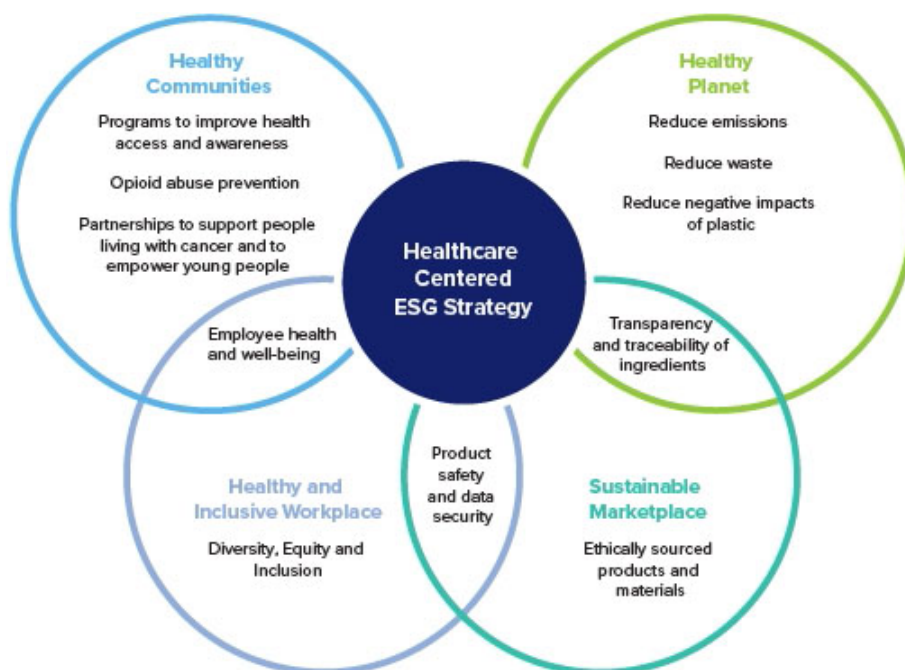 Healthy
Communities
Programs to improve health
access and awareness
Opioid abuse prevention
Partnerships to support people
living with cancer and to
empower young people
Healthy
Planet
Reduce emissions
Reduce waste
Reduce negative impacts
of plastic
Healthcare
Centered
ESG Strategy
Employee health
and well-being
Transparency
and traceability of
ingredients
Healthy and
Inclusive Workplace
Diversity, Equity and
Inclusion
Product
safety
and data
security
Sustainable
Marketplace
Ethically sourced
products and
materials